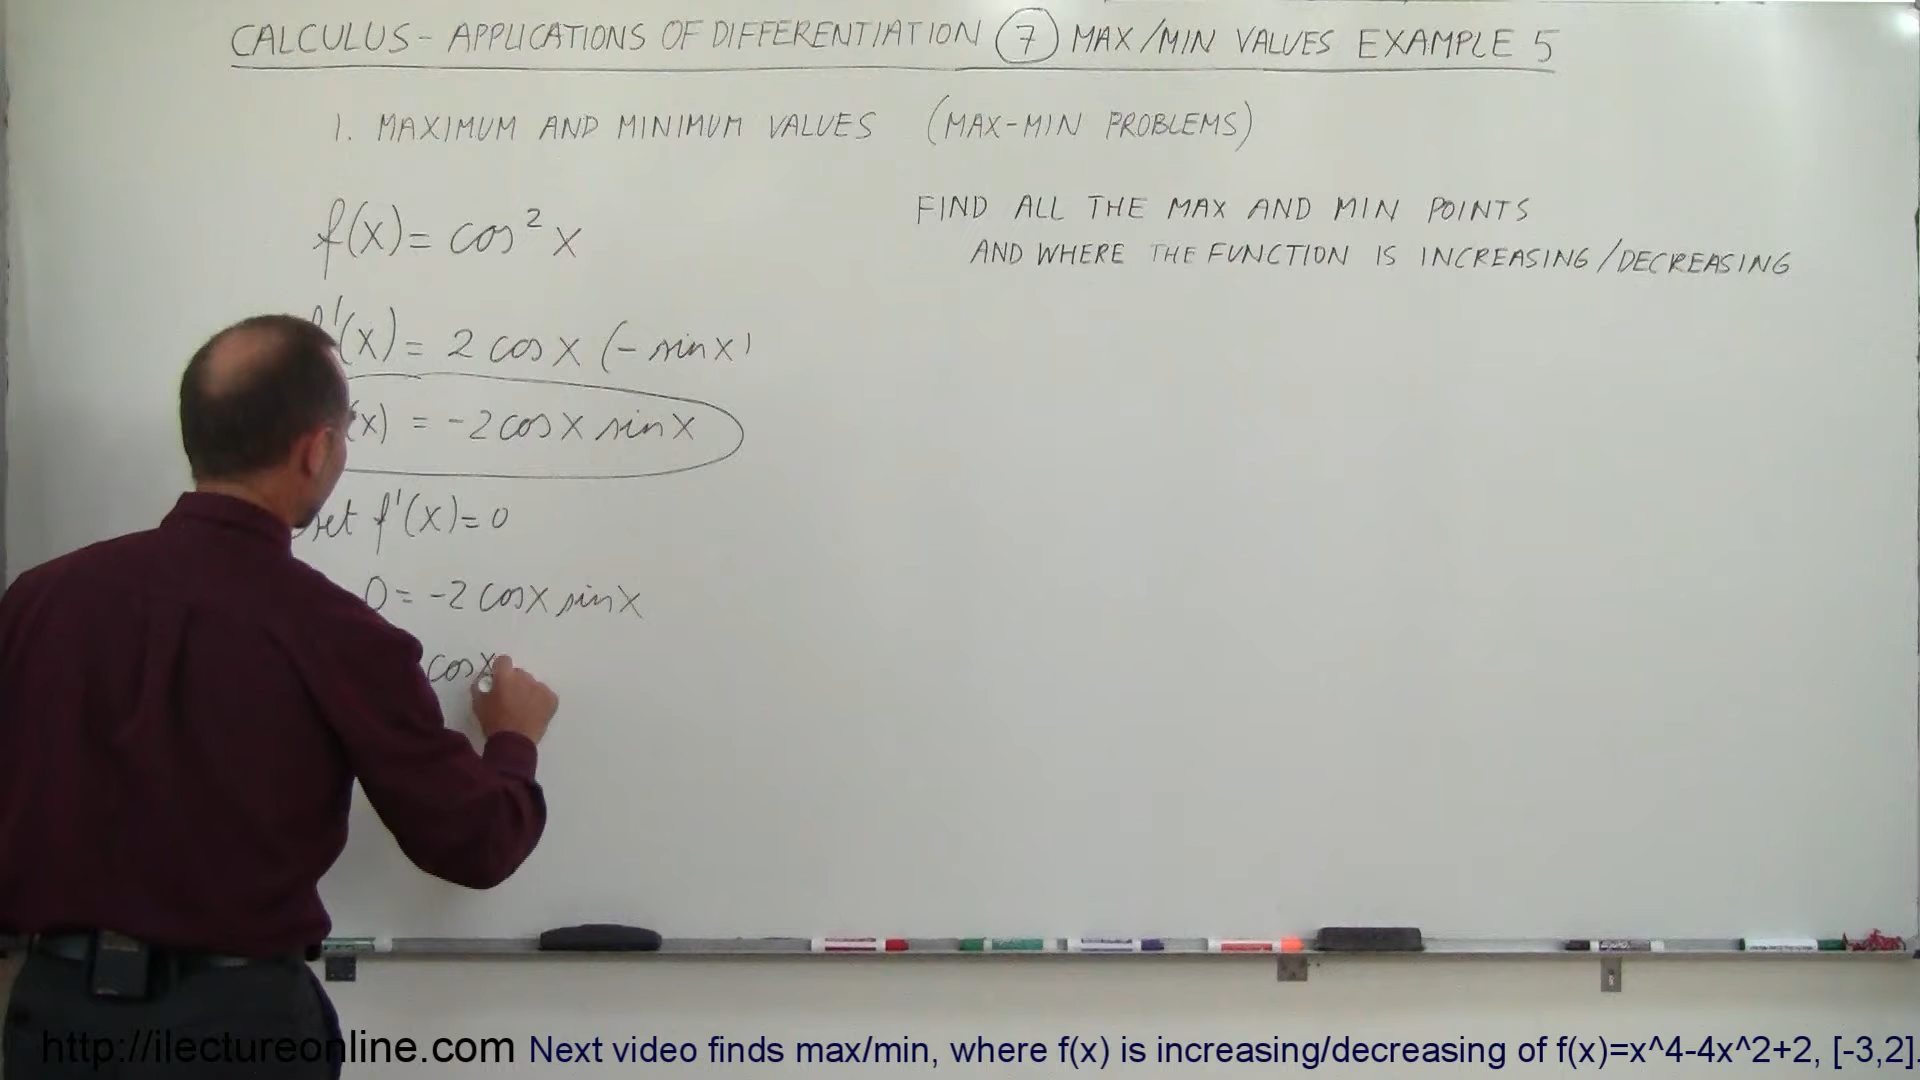 CALCULUS - APPLICATIONS OF DIFFERENTIATION 7 MAX/MIN VALUES EXAMPLE 5
1. MAXIMUM AND MINIMUM VALUES (MAX-MIN PROBLEMS)
f(x) = cos² x
FIND ALL THE MAX AND MIN POINTS
AND WHERE THE FUNCTION IS INCREASING/DECREASING
f'(x) = 2 cos x (- sin x)
(x) = -2 cos x sin x
set f'(x) = 0
0 = -2 cos x sin x
cos x
http://ilectureonline.com Next video finds max/min, where f(x) is increasing/decreasing of f(x)=x^4-4x^2+2, [-3,2].